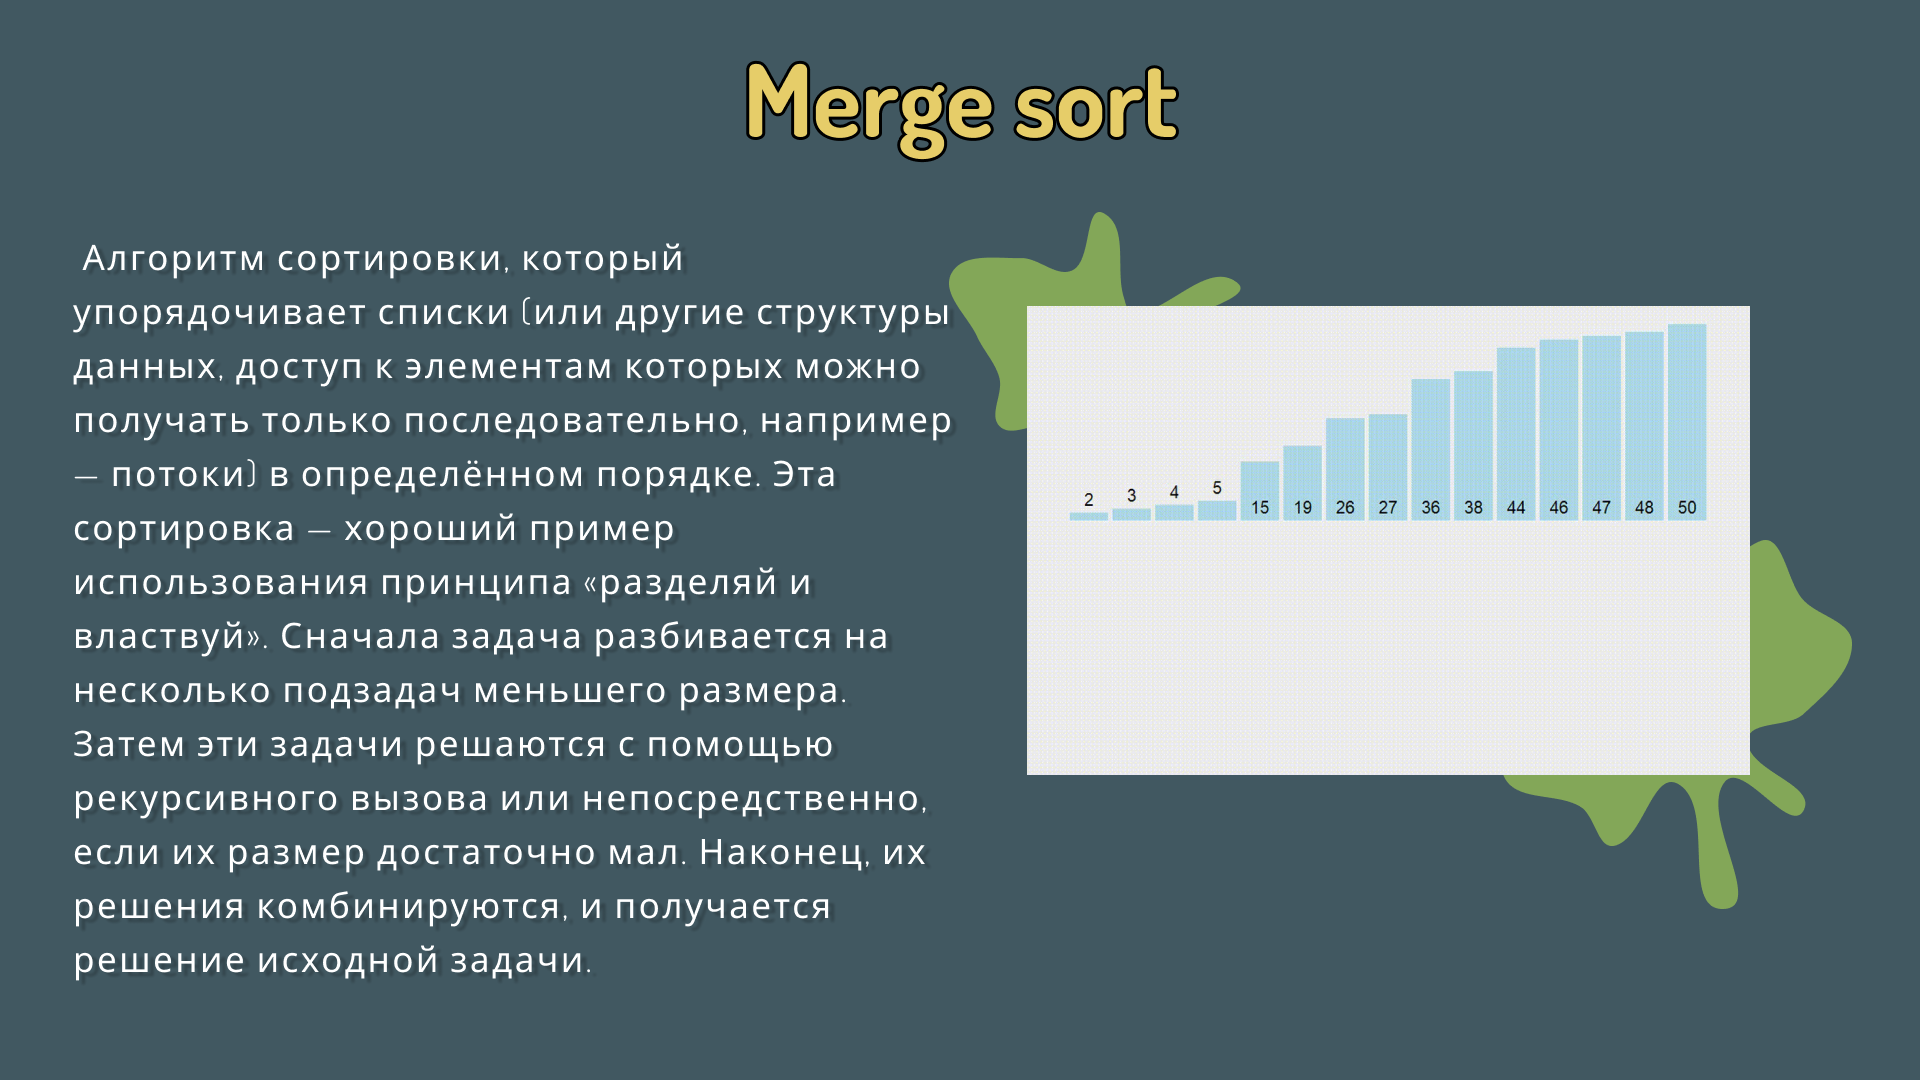 Merge sort
Алгоритм сортировки, который
упорядочивает списки (или другие структуры
данных, доступ к элементам которых можно
получать только последовательно, например
— потоки) в определённом порядке. Эта
сортировка — хороший пример
использования принципа «разделяй и
властвуй». Сначала задача разбивается на
несколько подзадач меньшего размера.
Затем эти задачи решаются с помощью
рекурсивного вызова или непосредственно,
если их размер достаточно мал. Наконец, их
решения комбинируются, и получается
решение исходной задачи.
2 3 4 5 15 19 26 27 36 38 44 46 47 48 50